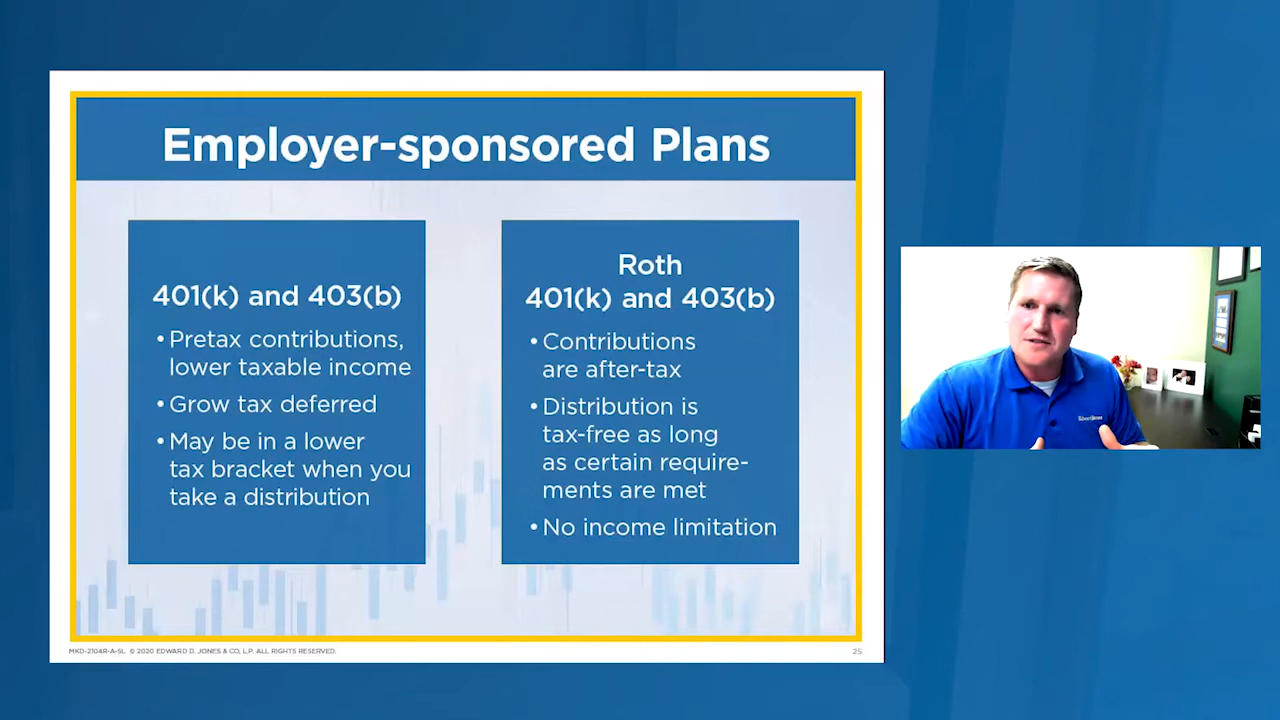 Employer-sponsored Plans
401(k) and 403(b)
• Pretax contributions,
lower taxable income
• Grow tax deferred
• May be in a lower
tax bracket when you
take a distribution
Roth
401(k) and 403(b)
• Contributions
are after-tax
• Distribution is
tax-free as long
as certain require-
ments are met
• No income limitation
MKD-2104R-A-SL © 2020 EDWARD D. JONES & CO, L.P. ALL RIGHTS RESERVED.
25
Edward Jones